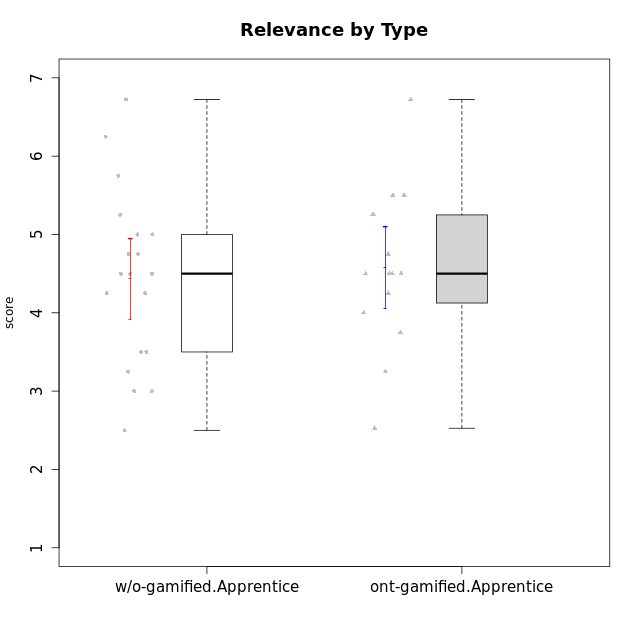 Relevance by Type
7
6
5
4
3
2
1
score
w/o-gamified.Apprentice
ont-gamified.Apprentice